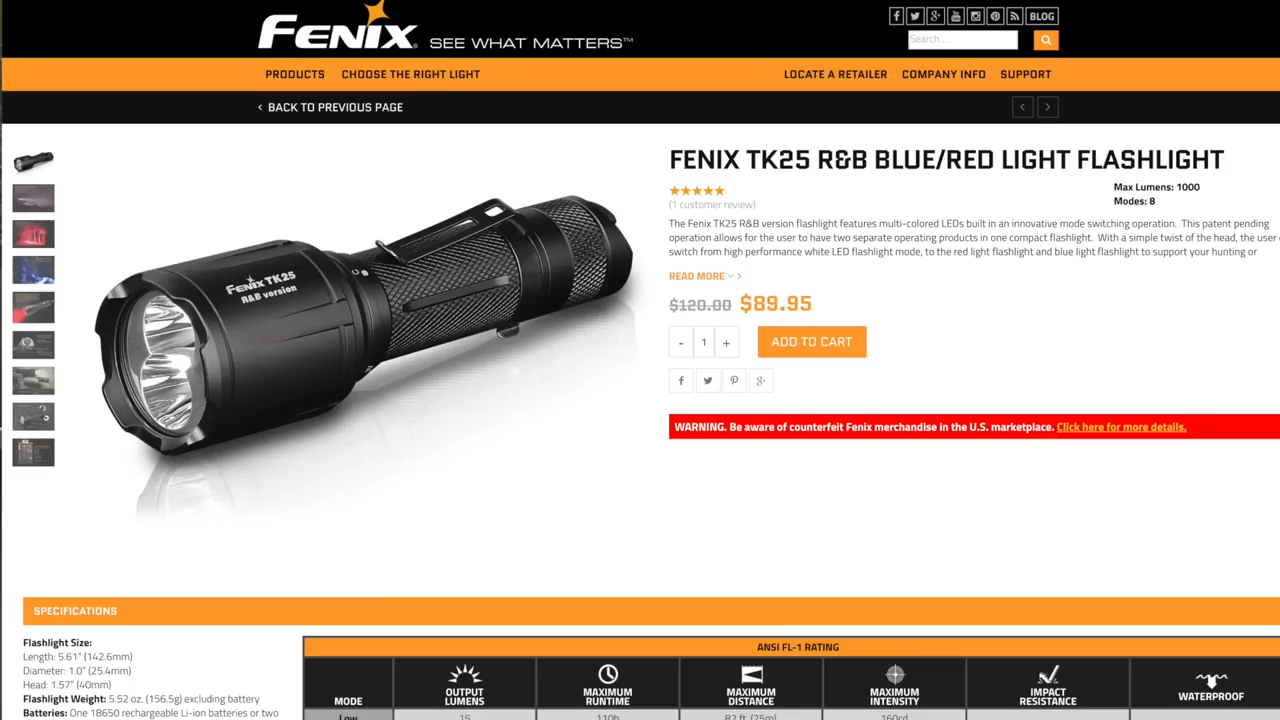 FENIX SEE WHAT MATTERS™
BLOG
Search ...
PRODUCTS CHOOSE THE RIGHT LIGHT LOCATE A RETAILER COMPANY INFO SUPPORT
‹ BACK TO PREVIOUS PAGE
FENIX TK25 R&B BLUE/RED LIGHT FLASHLIGHT
(1 customer review)
Max Lumens: 1000
Modes: 8
The Fenix TK25 R&B version flashlight features multi-colored LEDs built in an innovative mode switching operation. This patent pending
operation allows for the user to have two separate operating products in one compact flashlight. With a simple twist of the head, the user
switch from high performance white LED flashlight mode, to the red light flashlight and blue light flashlight to support your hunting or
READ MORE
$120.00 $89.95
- 1 +
ADD TO CART
WARNING. Be aware of counterfeit Fenix merchandise in the U.S. marketplace. Click here for more details.
FENIX TK25
R&B version
SPECIFICATIONS
Flashlight Size:
Length: 5.61" (142.6mm)
Diameter: 1.0" (25.4mm)
Head: 1.57" (40mm)
Flashlight Weight: 5.52 oz. (156.5g) excluding battery
Batteries: One 18650 rechargeable Li-ion batteries or two
ANSI FL-1 RATING
MODE
OUTPUT LUMENS
MAXIMUM RUNTIME
MAXIMUM DISTANCE
MAXIMUM INTENSITY
IMPACT RESISTANCE
WATERPROOF
Low 15 110h 82 ft. (25m) 160cd